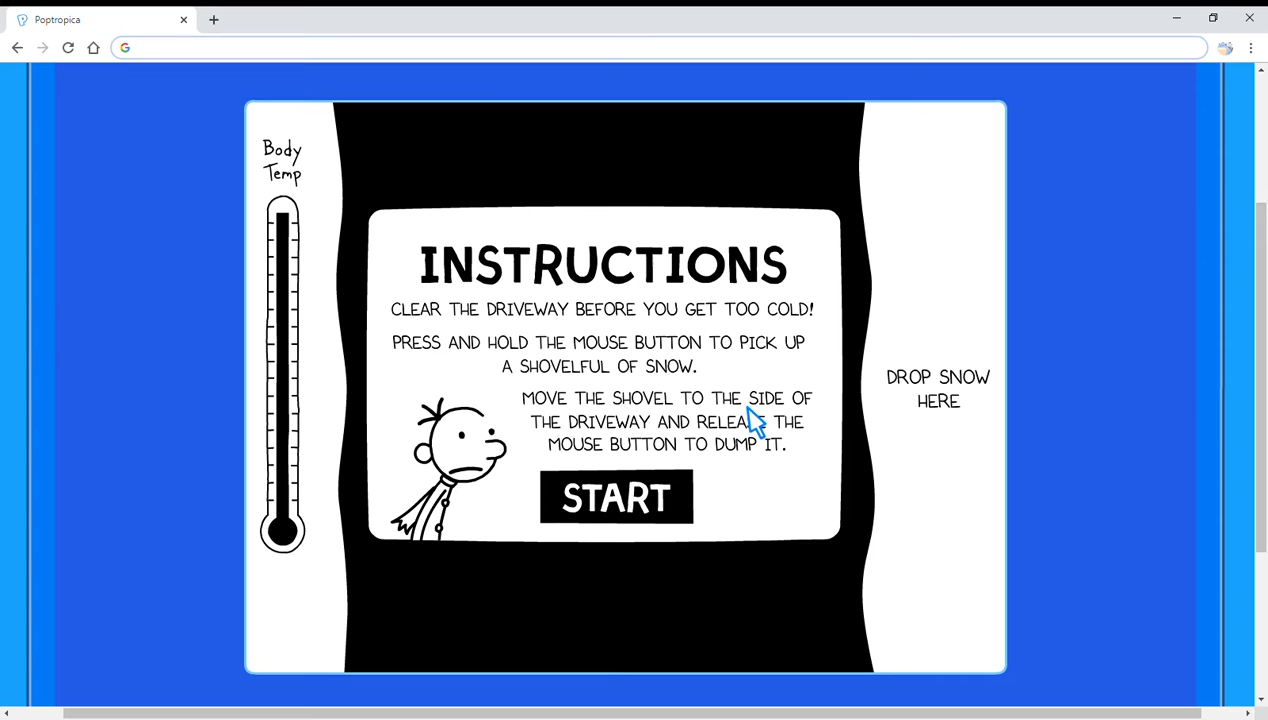 Poptropica
Body
Temp
INSTRUCTIONS
CLEAR THE DRIVEWAY BEFORE YOU GET TOO COLD!
PRESS AND HOLD THE MOUSE BUTTON TO PICK UP
A SHOVELFUL OF SNOW.
MOVE THE SHOVEL TO THE SIDE OF
THE DRIVEWAY AND RELEASE THE
MOUSE BUTTON TO DUMP IT.
START
DROP SNOW
HERE